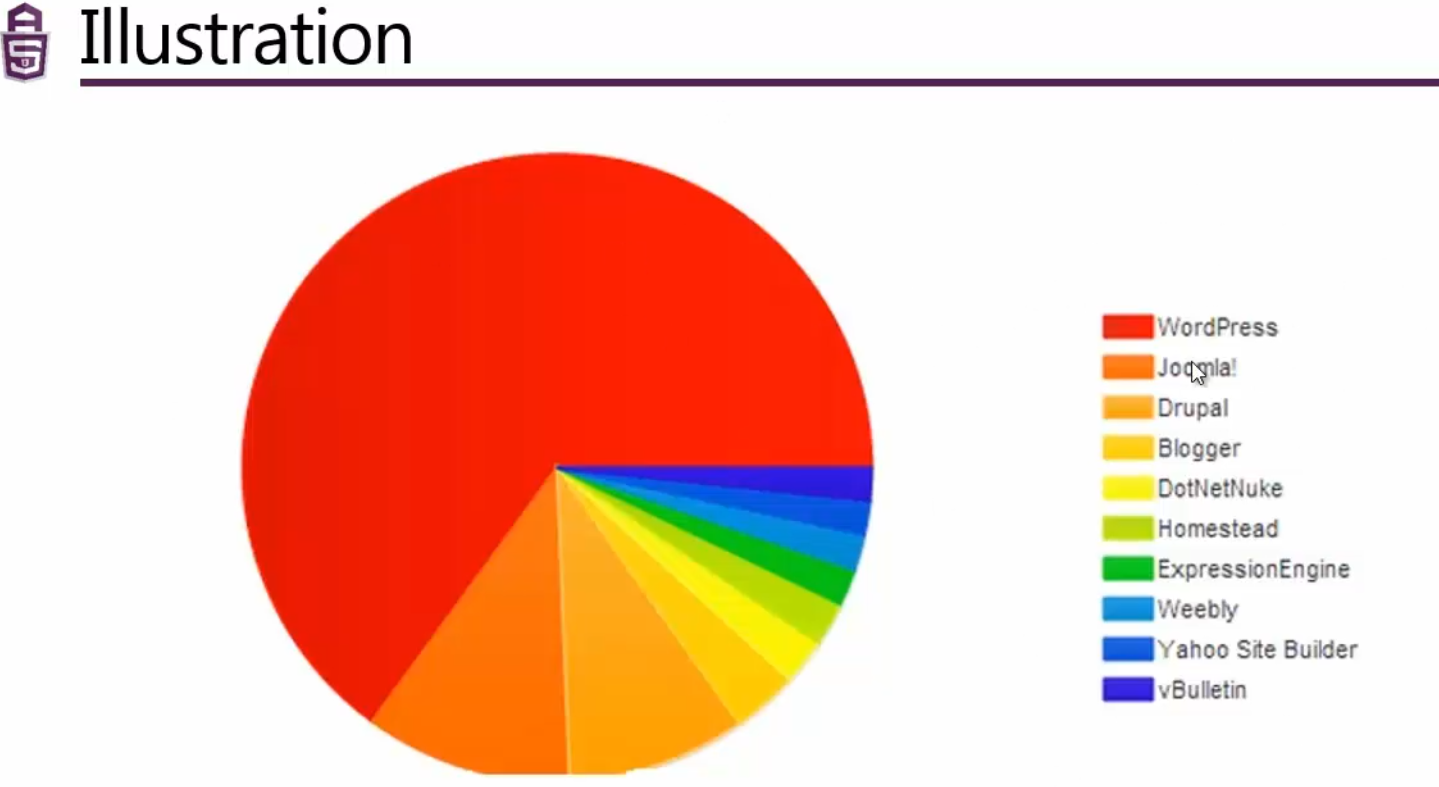 Illustration
WordPress
Joomla!
Drupal
Blogger
DotNetNuke
Homestead
ExpressionEngine
Weebly
Yahoo Site Builder
vBulletin